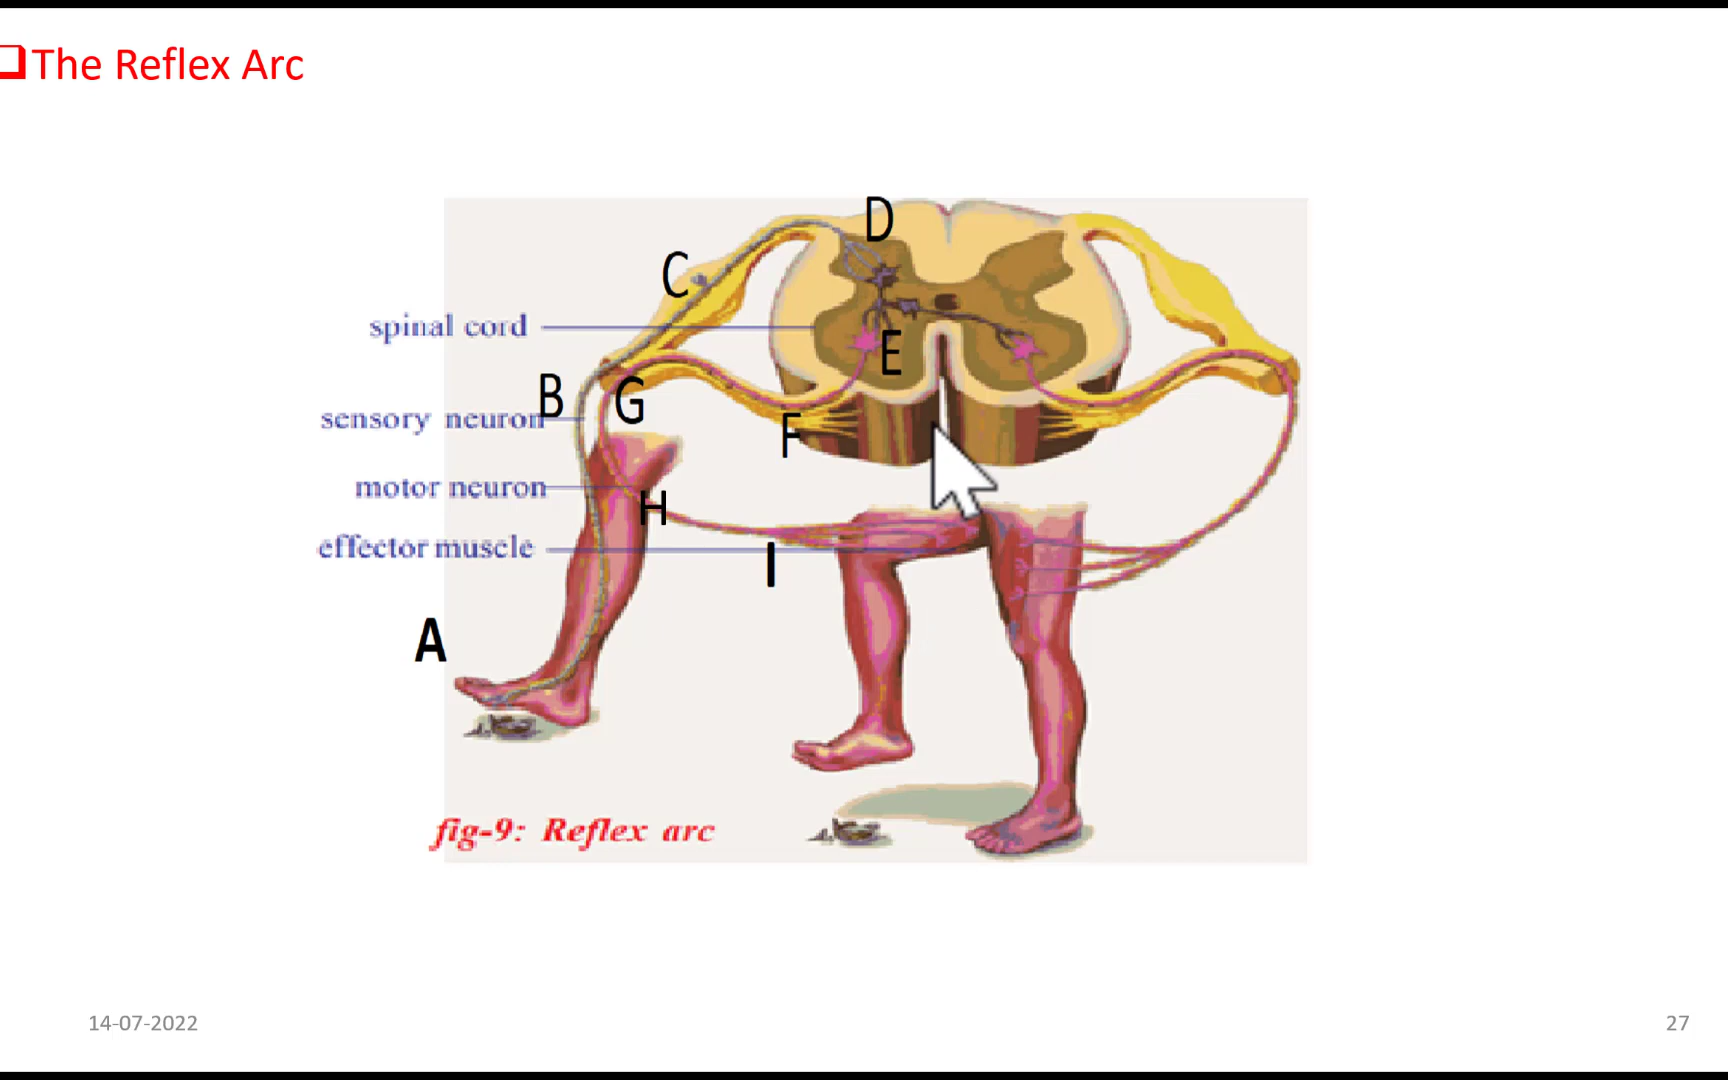 The Reflex Arc
D
C
spinal cord
E
B
G
sensory neuron
F
motor neuron
H
effector muscle
I
A
fig-9: Reflex arc
14-07-2022
27